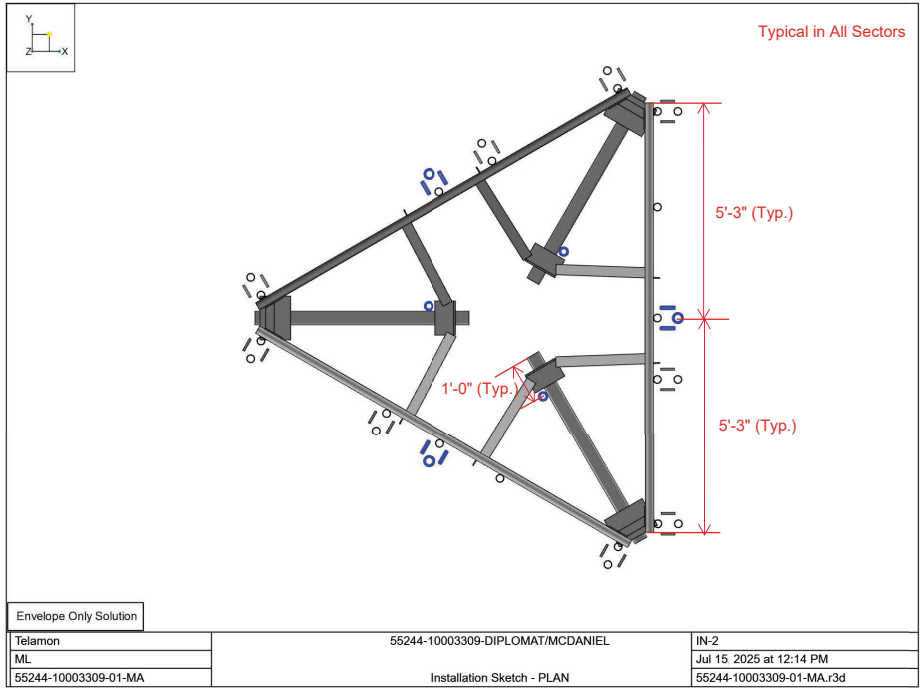 Y
Z
X
Typical in All Sectors
5'-3" (Typ.)
1'-0" (Typ.)
5'-3" (Typ.)
Envelope Only Solution
Telamon
ML
55244-10003309-01-MA
55244-10003309-DIPLOMAT/MCDANIEL
Installation Sketch - PLAN
IN-2
Jul 15, 2025 at 12:14 PM
55244-10003309-01-MA.r3d